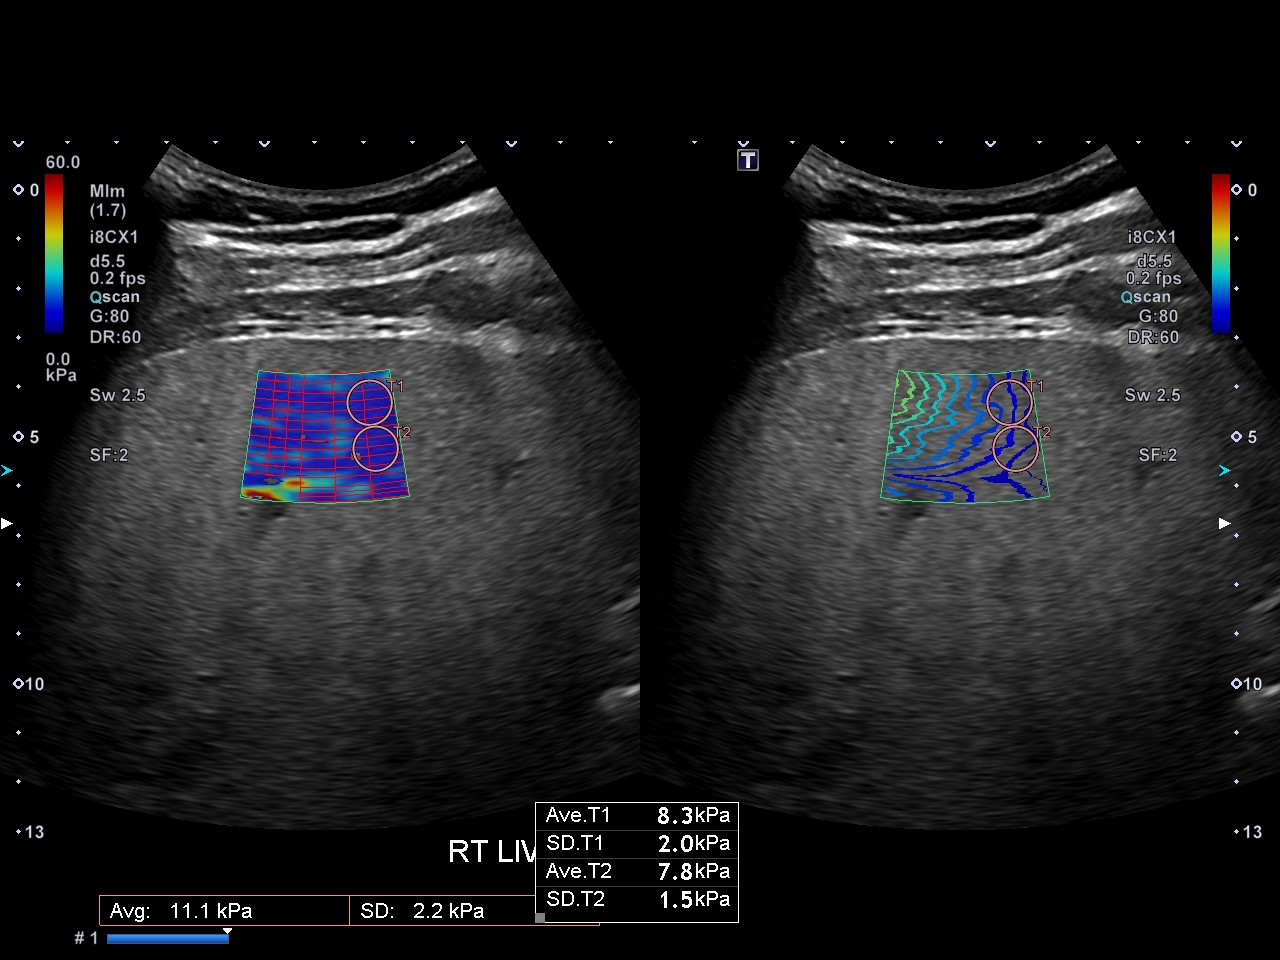 60.0
0
MIm
(1.7)
i8CX1
d5.5
0.2 fps
Qscan
G:80
DR:60
0.0
kPa
Sw 2.5
SF:2
5
10
13
T1
T2
T
0
i8CX1
d5.5
0.2 fps
Qscan
G:80
DR:60
Sw 2.5
SF:2
5
10
13
T1
T2
RT LIV
Ave.T1 8.3kPa
SD.T1 2.0kPa
Ave.T2 7.8kPa
SD.T2 1.5kPa
Avg: 11.1 kPa SD: 2.2 kPa
# 1